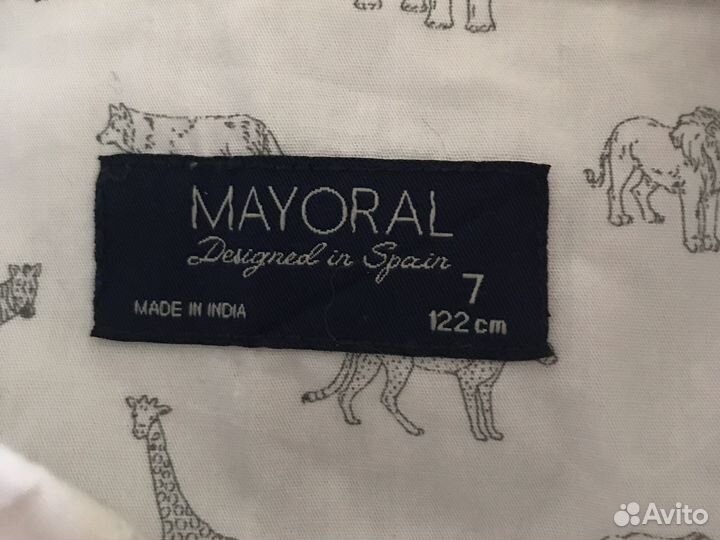 MAYORAL
Designed in Spain
7
MADE IN INDIA
122 cm
Avito